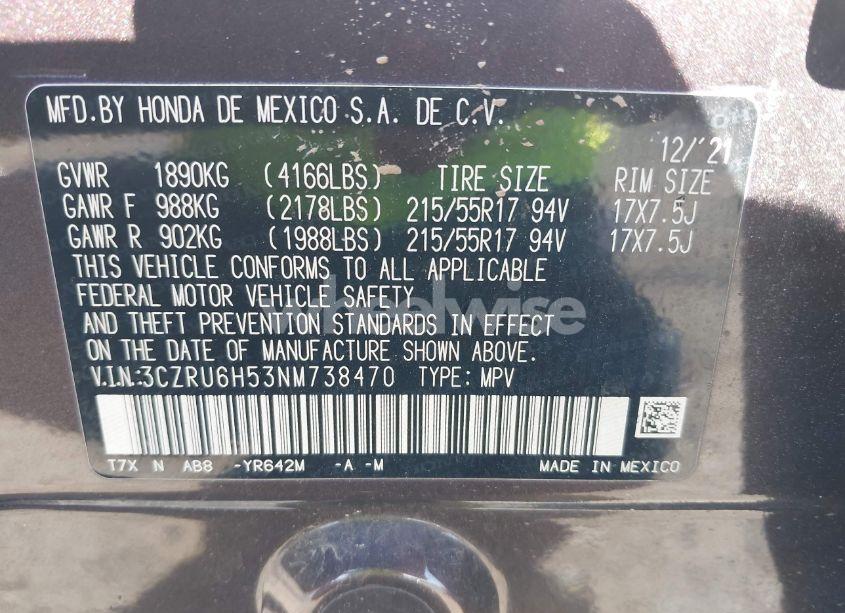 MFD.BY HONDA DE MEXICO S.A. DE C.V.
12/'21
GVWR 1890KG (4166LBS) TIRE SIZE RIM SIZE
GAWR F 988KG (2178LBS) 215/55R17 94V 17X7.5J
GAWR R 902KG (1988LBS) 215/55R17 94V 17X7.5J
THIS VEHICLE CONFORMS TO ALL APPLICABLE
FEDERAL MOTOR VEHICLE SAFETY
AND THEFT PREVENTION STANDARDS IN EFFECT
ON THE DATE OF MANUFACTURE SHOWN ABOVE.
V.I.N.:3CZRU6H53NM738470 TYPE: MPV
T7X N AB8 -YR642M -A -M MADE IN MEXICO